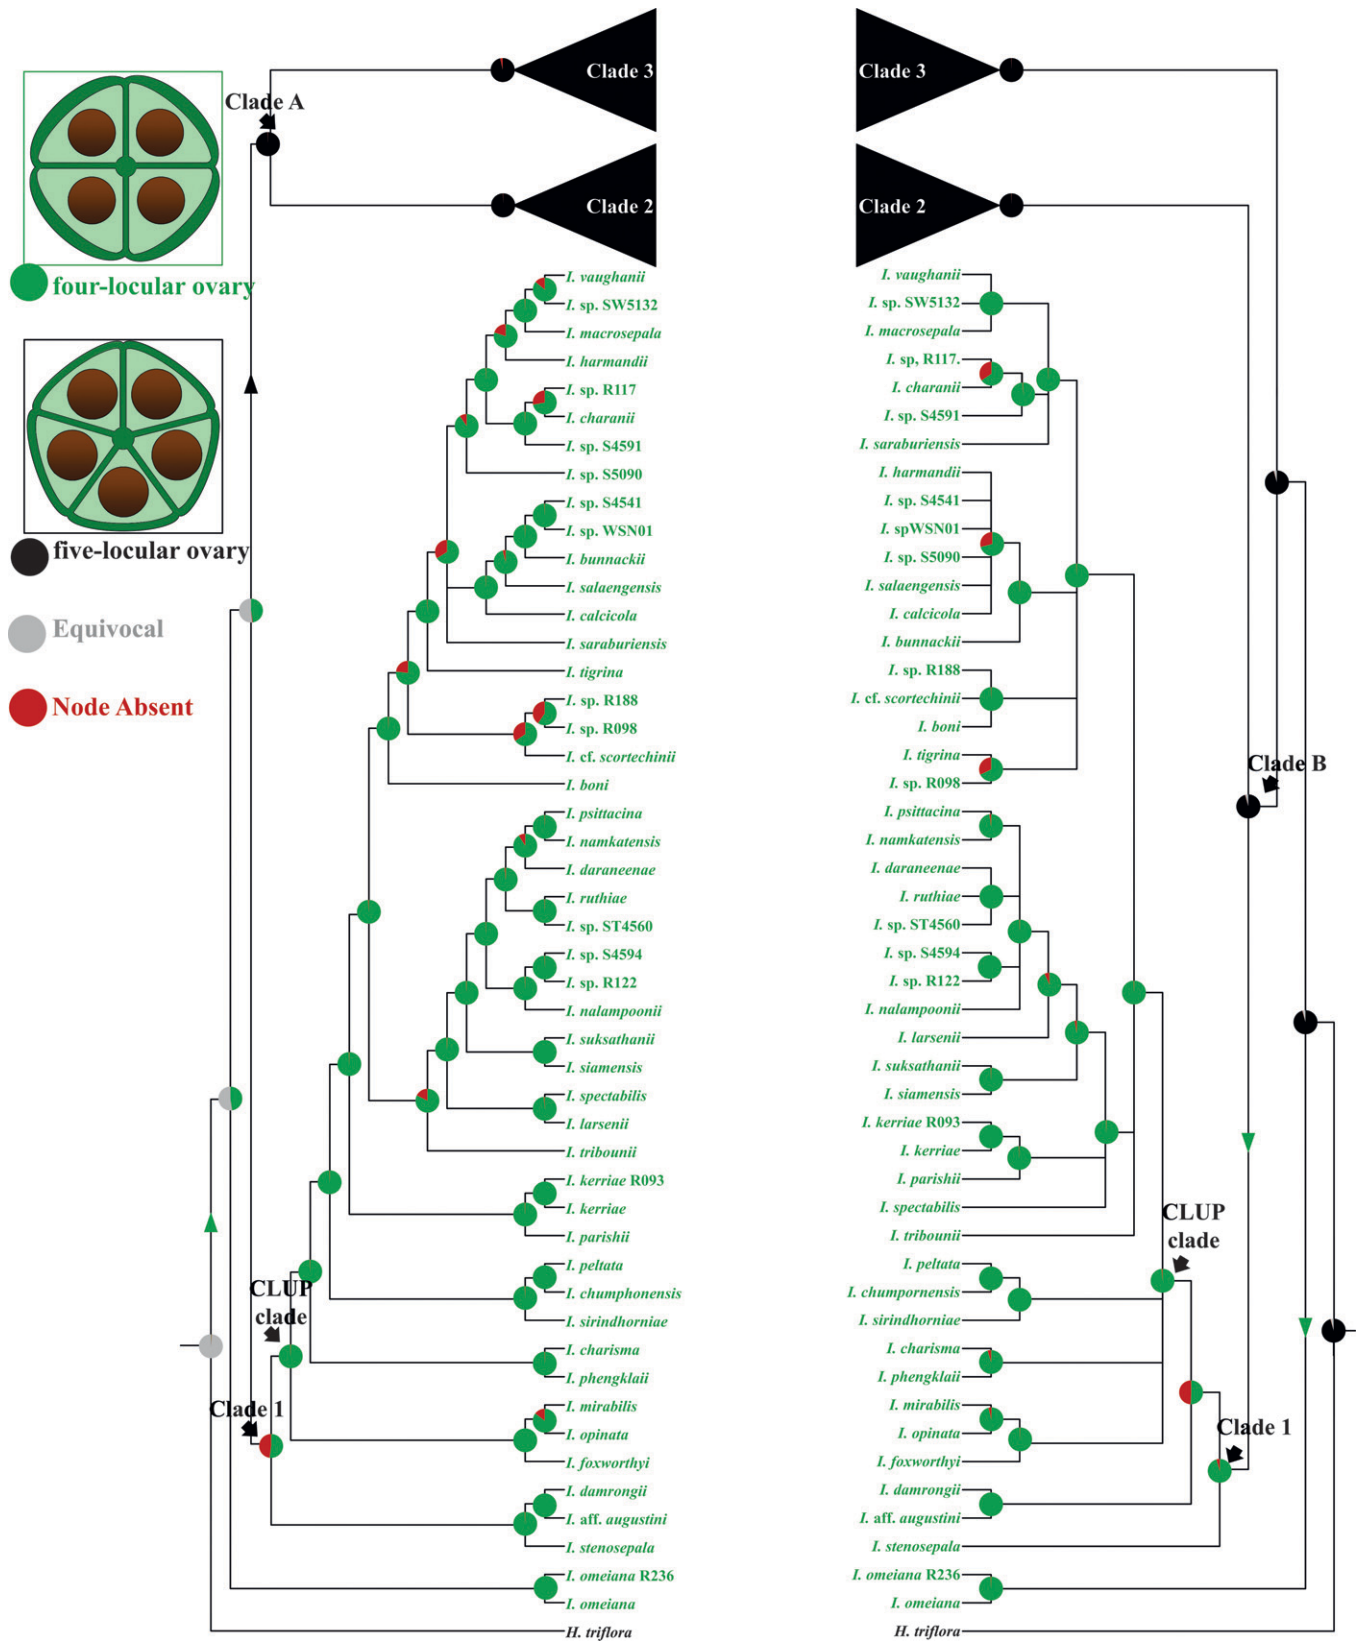 Clade 3
Clade A
Clade 2
four-locular ovary
five-locular ovary
Equivocal
Node Absent
I. vaughanii
I. sp. SW5132
I. macrosepala
I. harmandii
I. sp. R117
I. charanii
I. sp. S4591
I. sp. S5090
I. sp. S4541
I. sp. WSN01
I. bunnackii
I. salaengensis
I. calcicola
I. saraburiensis
I. tigrina
I. sp. R188
I. sp. R098
I. cf. scortechinii
I. boni
I. psittacina
I. namkatensis
I. daraneenae
I. ruthiae
I. sp. ST4560
I. sp. S4594
I. sp. R122
I. nalampoonii
I. suksathanii
I. siamensis
I. spectabilis
I. larsenii
I. tribounii
I. kerriae R093
I. kerriae
I. parishii
I. peltata
I. chumphonensis
I. sirindhorniae
I. charisma
I. phengklaii
I. mirabilis
I. opinata
I. foxworthyi
I. damrongii
I. aff. augustini
I. stenosepala
I. omeiana R236
I. omeiana
H. triflora
CLUP
clade
Clade 1
Clade 3
Clade 2
I. vaughanii
I. sp. SW5132
I. macrosepala
I. sp, R117.
I. charanii
I. sp. S4591
I. saraburiensis
I. harmandii
I. sp. S4541
I. spWSN01
I. sp. S5090
I. salaengensis
I. calcicola
I. bunnackii
I. sp. R188
I. cf. scortechinii
I. boni
I. tigrina
I. sp. R098
I. psittacina
I. namkatensis
I. daraneenae
I. ruthiae
I. sp. ST4560
I. sp. S4594
I. sp. R122
I. nalampoonii
I. larsenii
I. suksathanii
I. siamensis
I. kerriae R093
I. kerriae
I. parishii
I. spectabilis
I. tribounii
I. peltata
I. chumpornensis
I. sirindhorniae
I. charisma
I. phengklaii
I. mirabilis
I. opinata
I. foxworthyi
I. damrongii
I. aff. augustini
I. stenosepala
I. omeiana R236
I. omeiana
H. triflora
Clade B
CLUP
clade
Clade 1